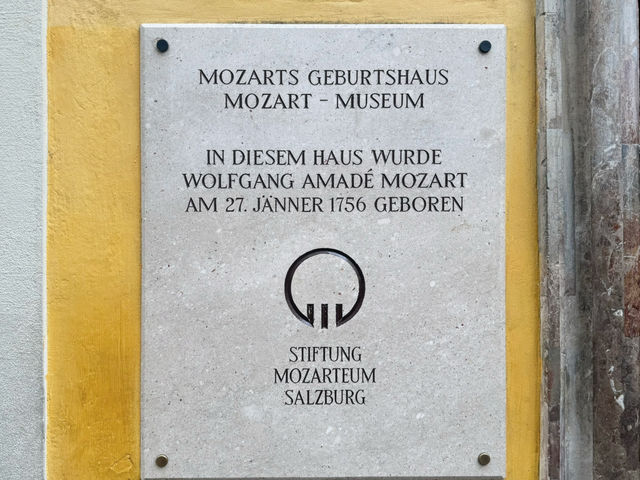 MOZARTS GEBURTSHAUS
MOZART - MUSEUM
IN DIESEM HAUS WURDE
WOLFGANG AMADÉ MOZART
AM 27. JÄNNER 1756 GEBOREN
STIFTUNG
MOZARTEUM
SALZBURG